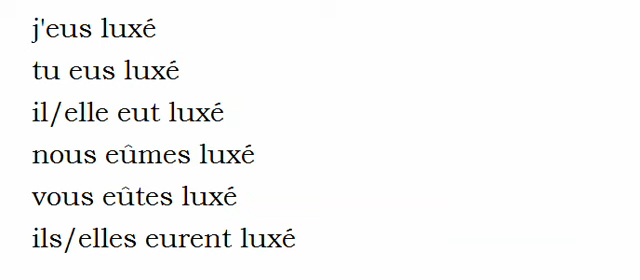 j'eus luxé
tu eus luxé
il/elle eut luxé
nous eûmes luxé
vous eûtes luxé
ils/elles eurent luxé